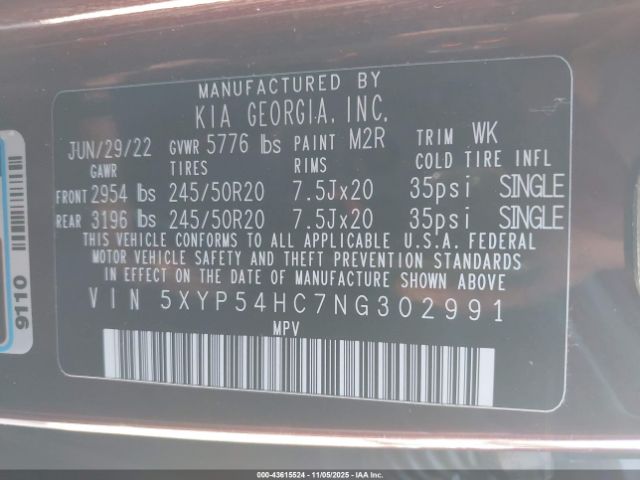 MANUFACTURED BY
KIA GEORGIA, INC.
JUN/29/22 GVWR 5776 lbs PAINT M2R TRIM WK
GAWR TIRES RIMS COLD TIRE INFL
FRONT 2954 lbs 245/50R20 7.5Jx20 35psi SINGLE
REAR 3196 lbs 245/50R20 7.5Jx20 35psi SINGLE
THIS VEHICLE CONFORMS TO ALL APPLICABLE U.S.A. FEDERAL
MOTOR VEHICLE SAFETY AND THEFT PREVENTION STANDARDS
IN EFFECT ON THE DATE OF MANUFACTURE SHOWN ABOVE.
VIN 5XYP54HC7NG302991
MPV
9110
000-43615524 - 11/05/2025 - IAAI.COM